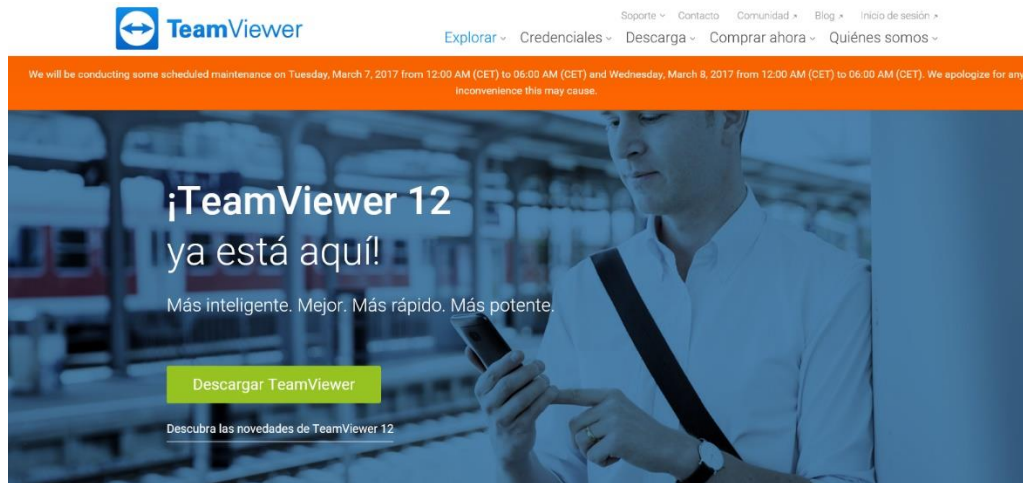 TeamViewer
Soporte Contacto Comunidad Blog Inicio de sesión
Explorar Credenciales Descarga Comprar ahora Quiénes somos
We will be conducting some scheduled maintenance on Tuesday, March 7, 2017 from 12:00 AM (CET) to 06:00 AM (CET) and Wednesday, March 8, 2017 from 12:00 AM (CET) to 06:00 AM (CET). We apologize for any
inconvenience this may cause.
¡TeamViewer 12
ya está aquí!
Más inteligente. Mejor. Más rápido. Más potente.
Descargar TeamViewer
Descubra las novedades de TeamViewer 12